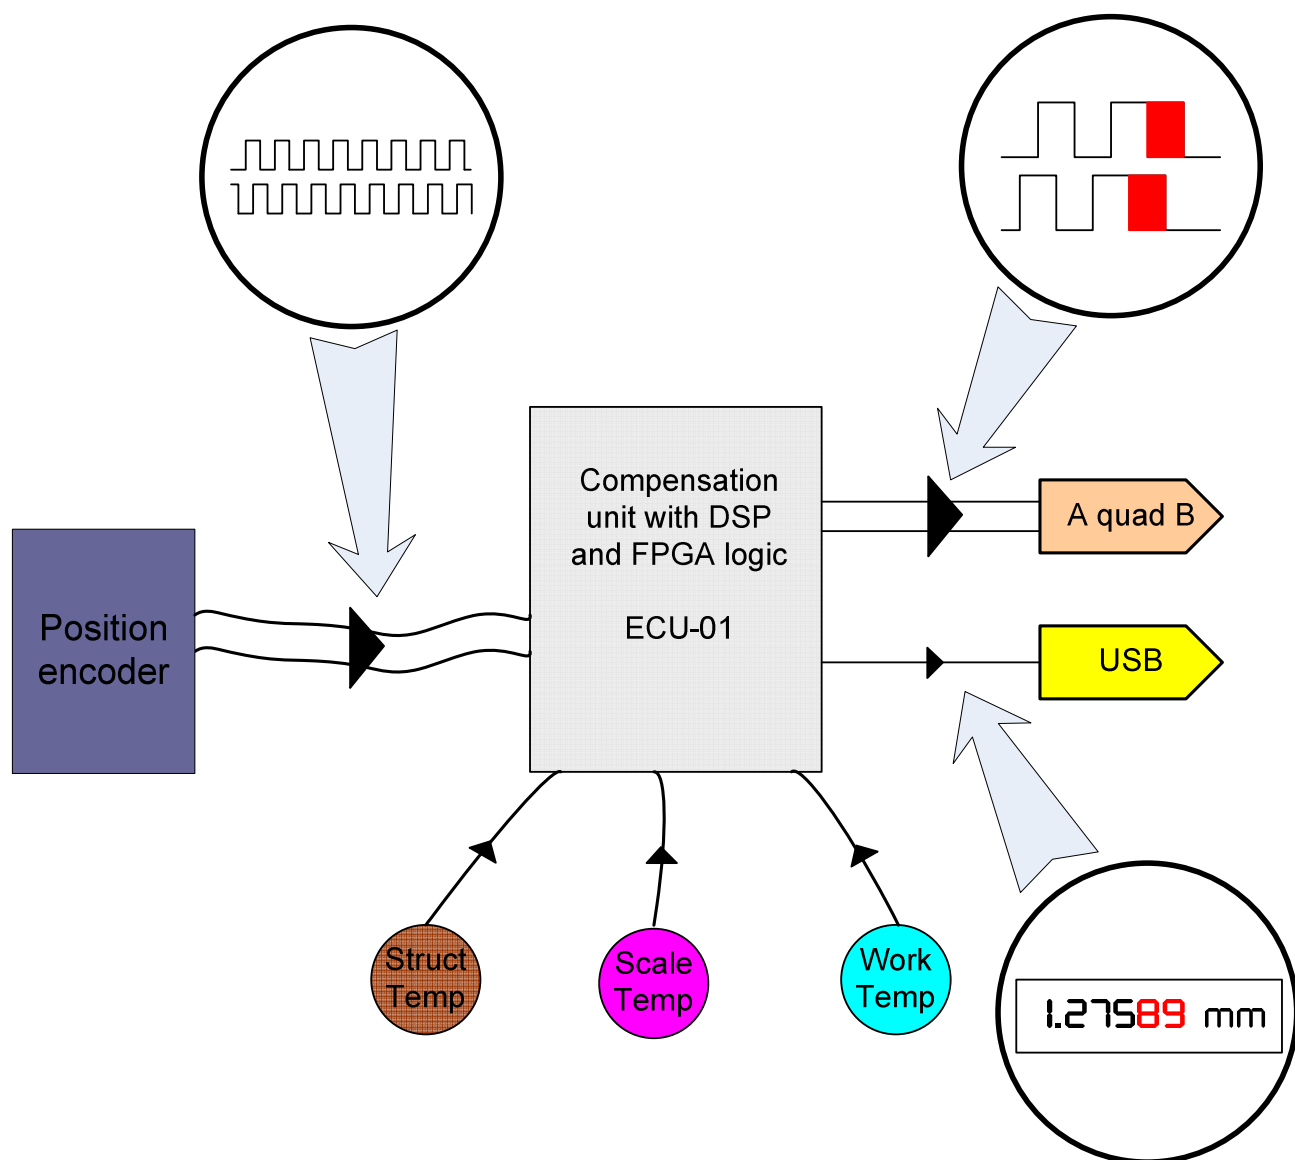 Compensation
unit with DSP
and FPGA logic
ECU-01
A quad B
Position
encoder
USB
Struct
Temp
Scale
Temp
Work
Temp
1.27589 mm